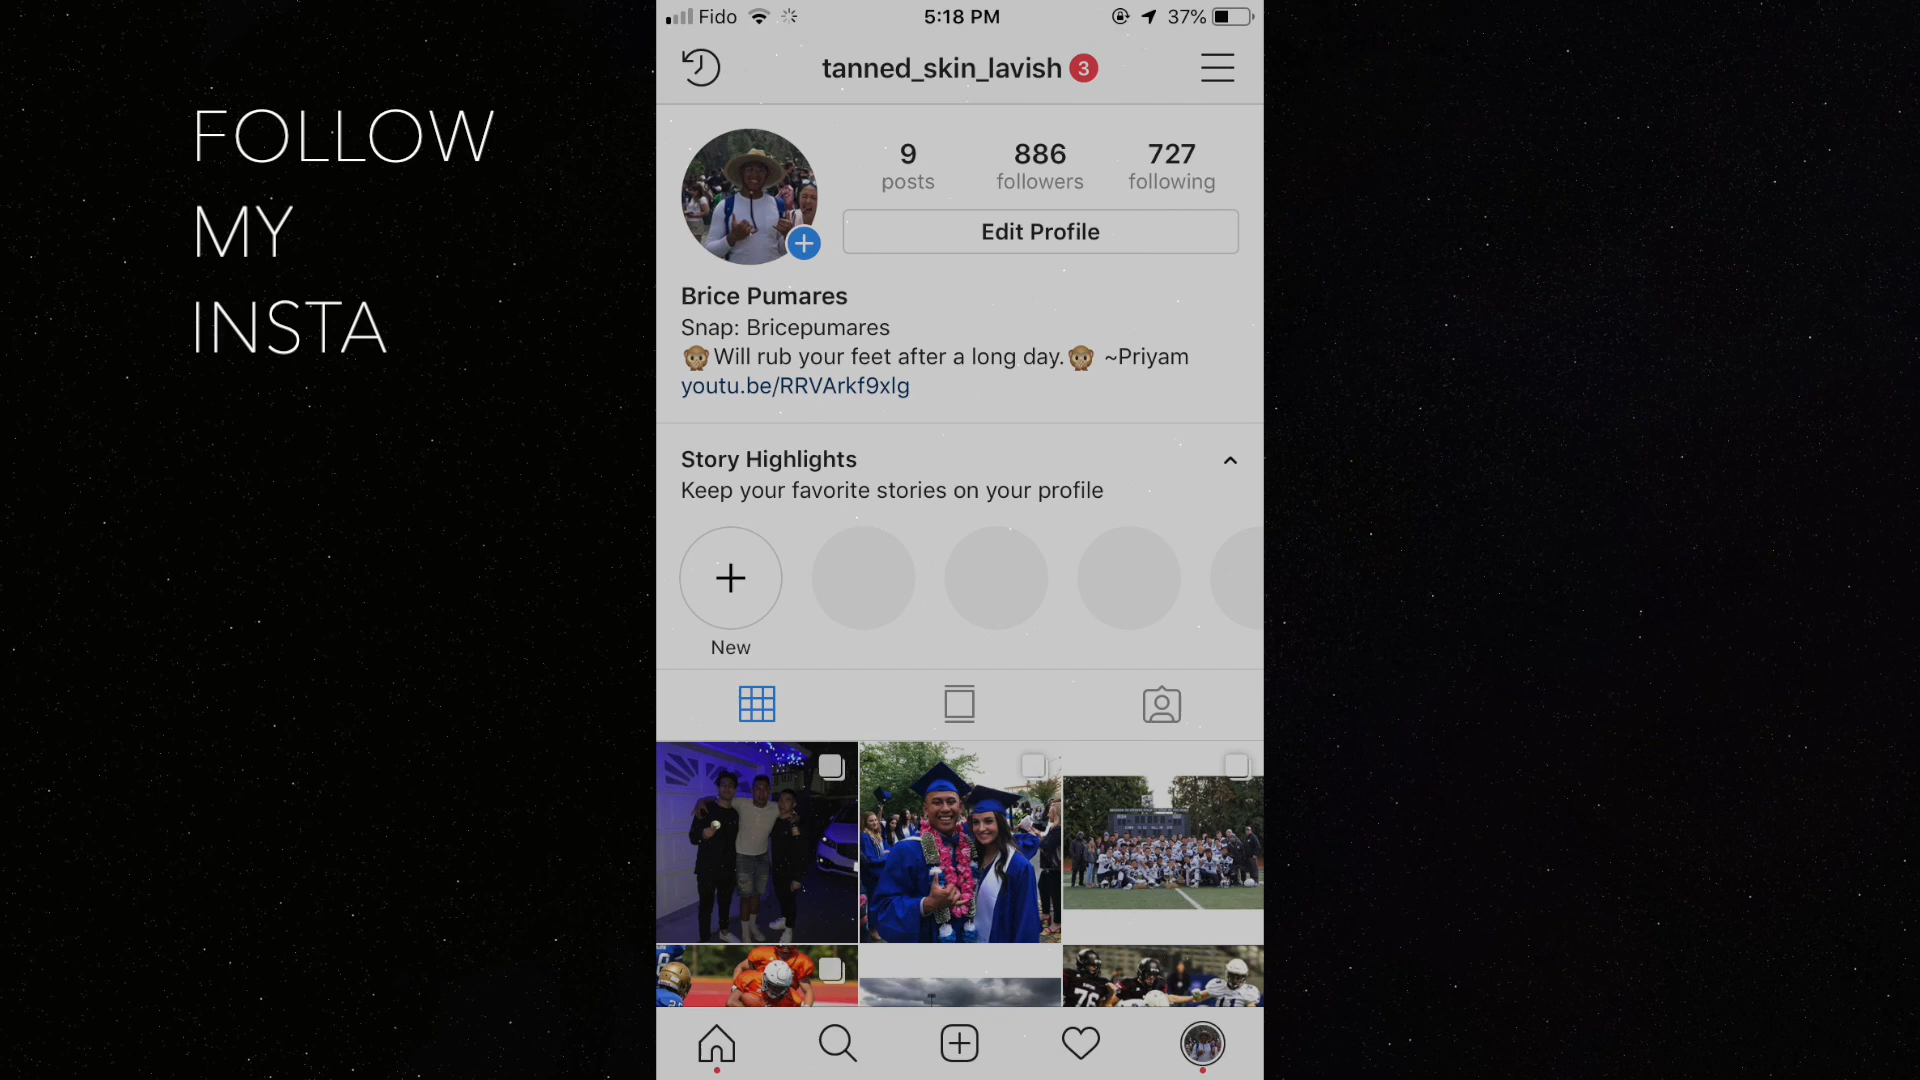 FOLLOW
MY
INSTA
Fido 5:18 PM 37%
tanned_skin_lavish 3
9 886 727
posts followers following
Edit Profile
Brice Pumares
Snap: Bricepumares
🙊Will rub your feet after a long day.🙊 ~Priyam
youtu.be/RRVArkf9xlg
Story Highlights
Keep your favorite stories on your profile
New
76